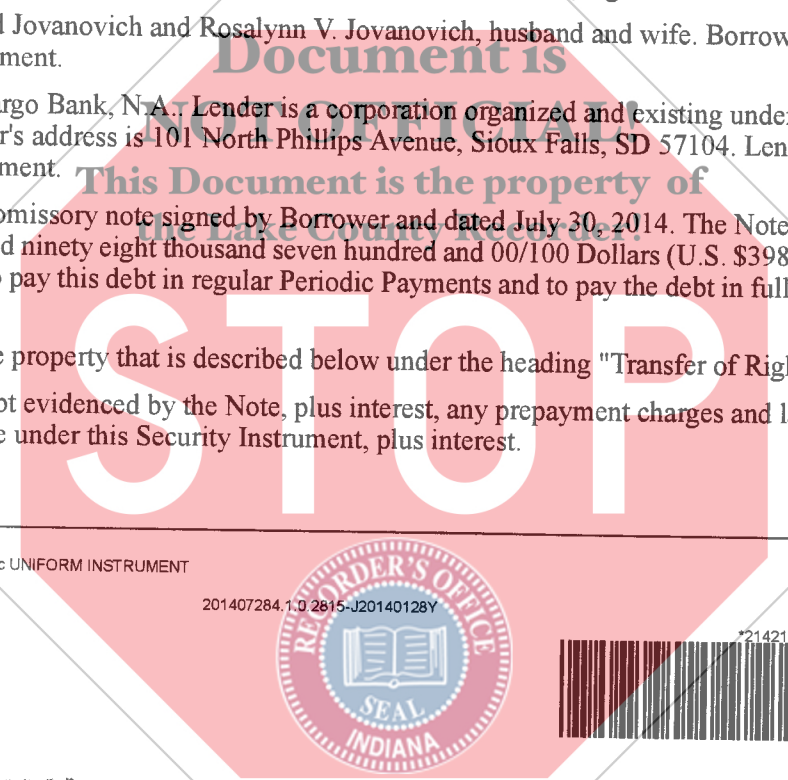 d Jovanovich and Rosalynn V. Jovanovich, husband and wife. Borrow
ment.
Document is
argo Bank, N.A.. Lender is a corporation organized and existing under
NOT OFFICIAL!
r's address is 101 North Phillips Avenue, Sioux Falls, SD 57104. Len
ment.
This Document is the property of
omissory note signed by Borrower and dated July 30, 2014. The Note
the Lake County Recorder!
d ninety eight thousand seven hundred and 00/100 Dollars (U.S. $398
o pay this debt in regular Periodic Payments and to pay the debt in full
STOP
e property that is described below under the heading "Transfer of Righ
ot evidenced by the Note, plus interest, any prepayment charges and l
e under this Security Instrument, plus interest.
c UNIFORM INSTRUMENT
201407284.1.0.2815-J20140128Y
RECORDER'S OFFICE
SEAL
INDIANA
*21421